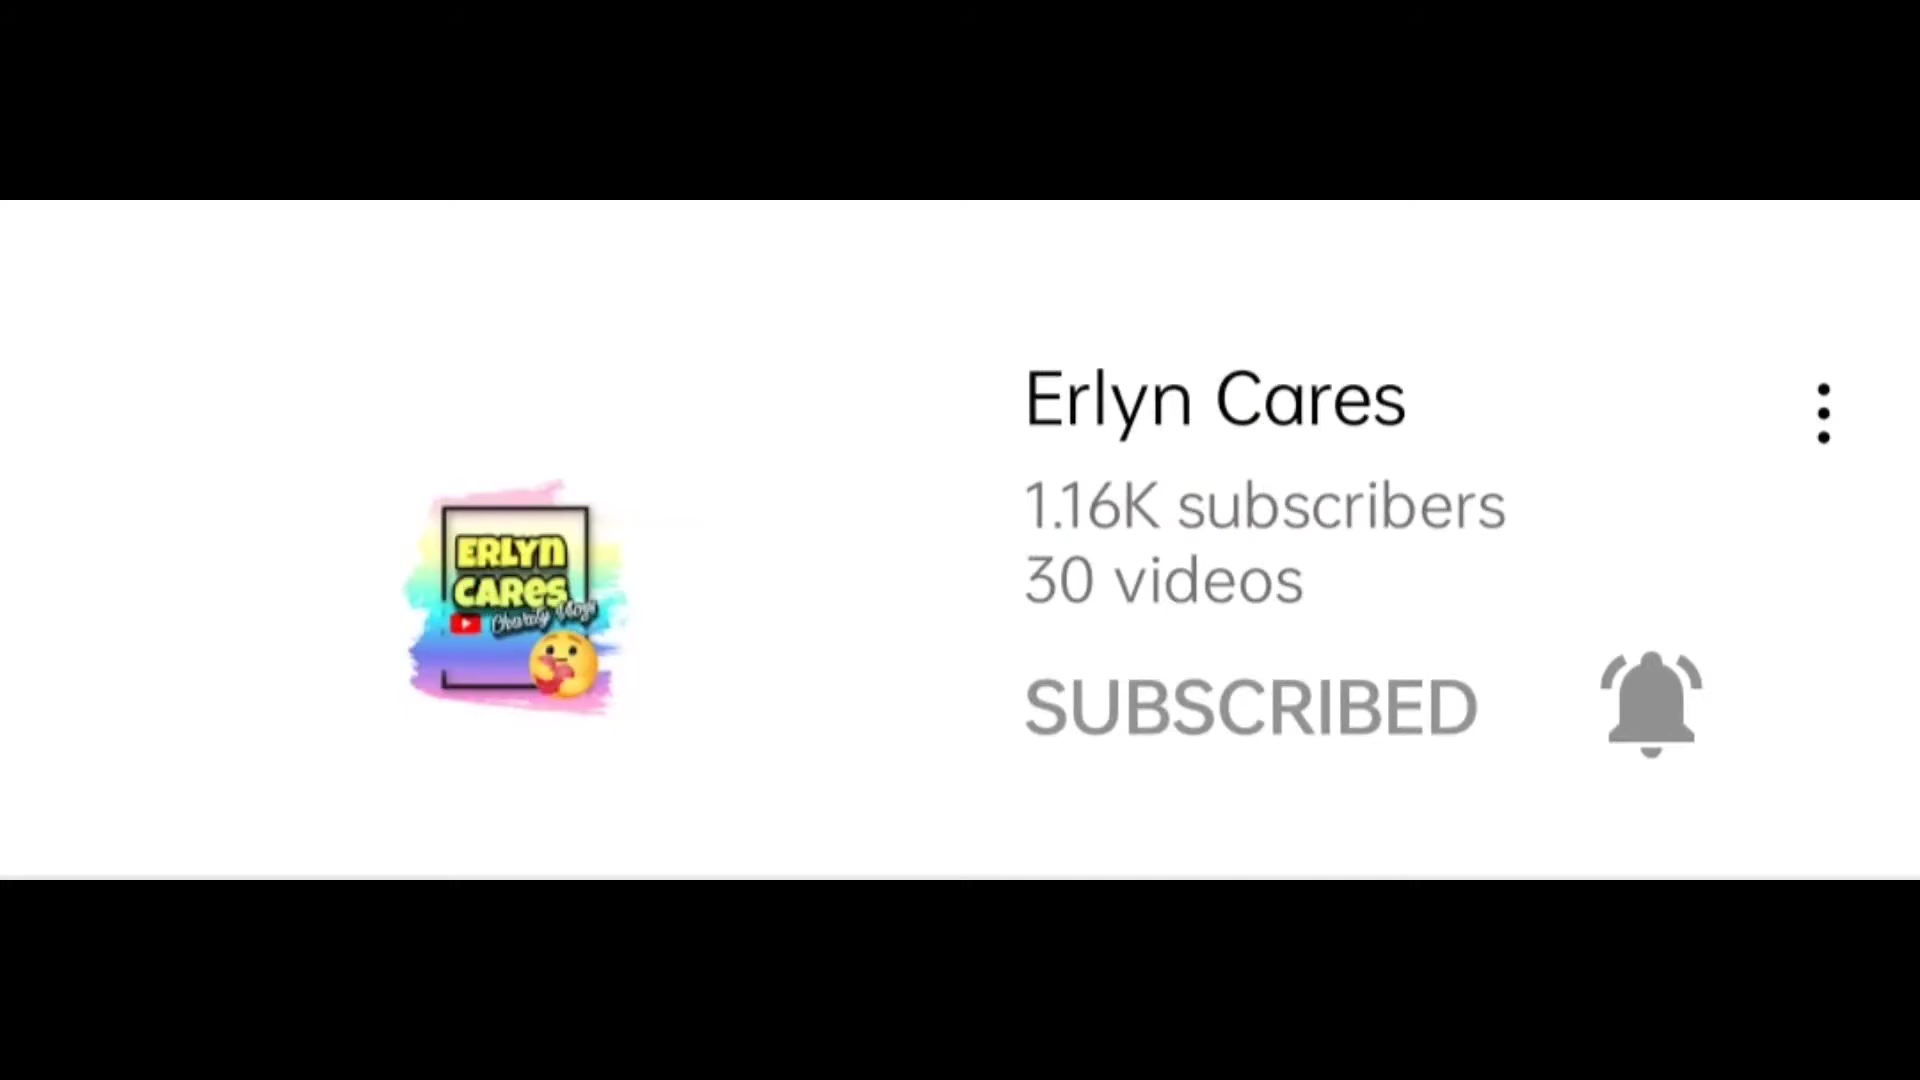 Erlyn Cares
1.16K subscribers
30 videos
SUBSCRIBED
ERLYN
CARes
Charity Vlogs